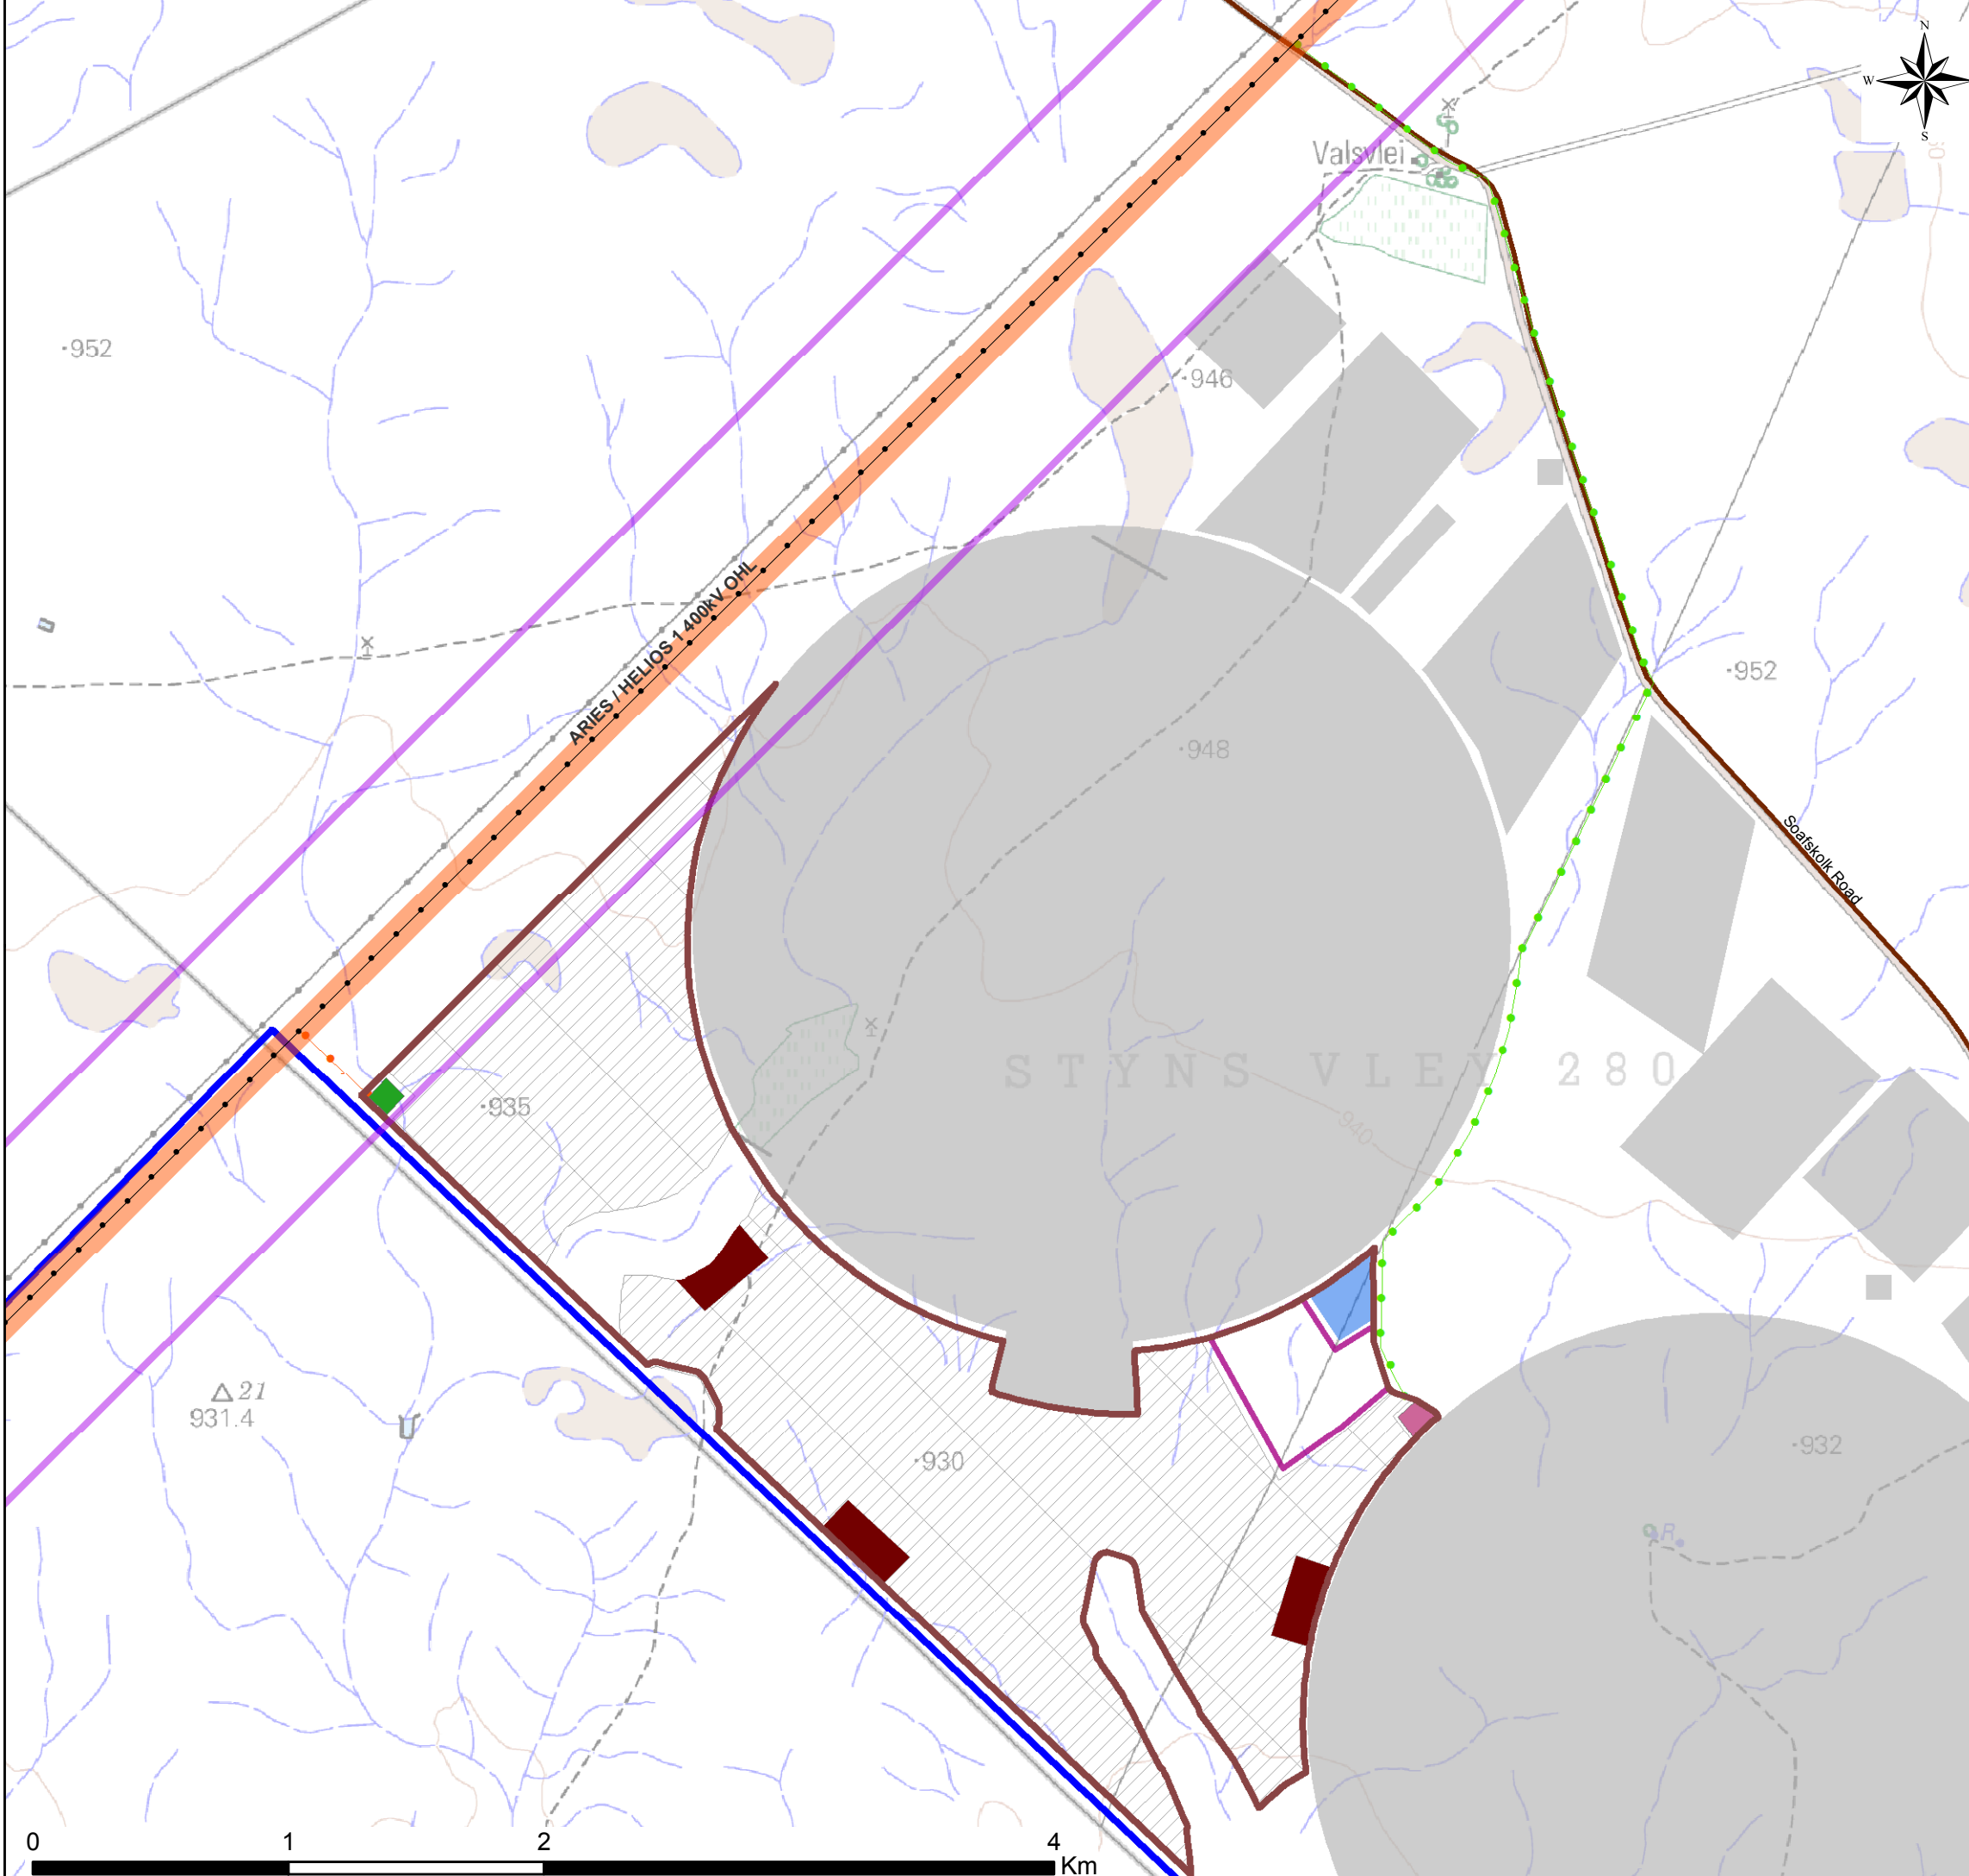 N
W
S
Valsvlei
952
946
ARIES / HELIOS 1 400kV OHL
952
948
Soafskolk Road
STYNS VLEY 280
935
940
21
931.4
930
932
R.
0 1 2 4
Km